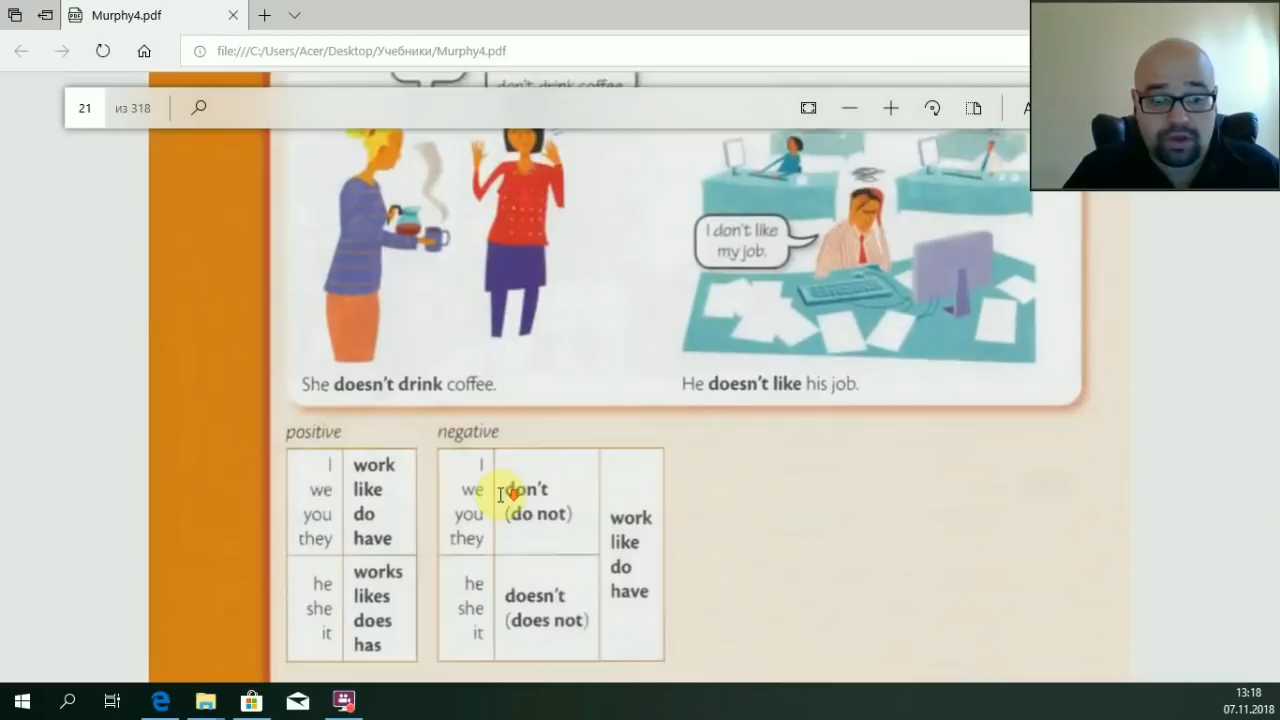 Murphy4.pdf
file:///C:/Users/Acer/Desktop/Учебники/Murphy4.pdf
don't drink coffee.
21 из 318
I don't like
my job.
She doesn't drink coffee.
He doesn't like his job.
positive
I work
we like
you do
they have
he works
she likes
it does
has
negative
I
we don't
you (do not)
they
he
she doesn't
it (does not)
work
like
do
have
13:18
07.11.2018